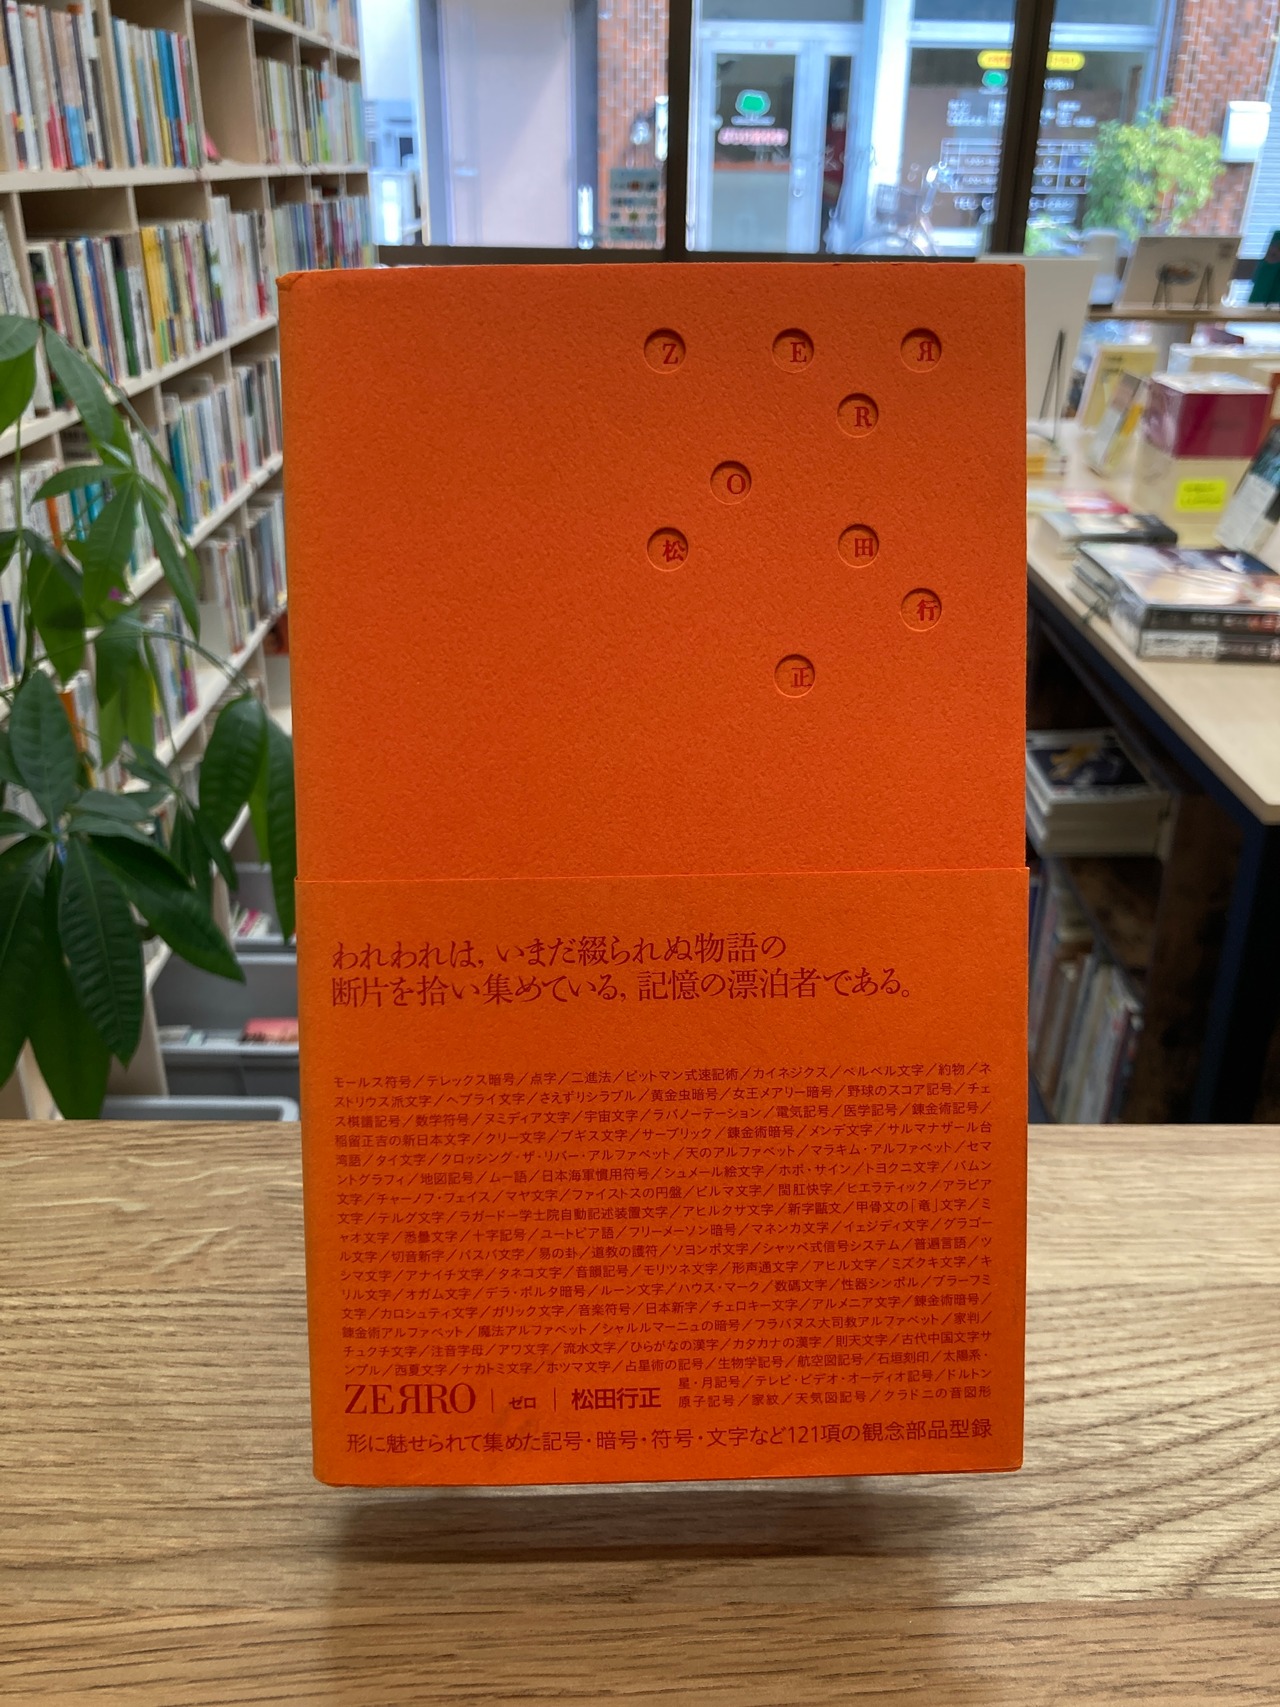 Z E Я
R
O
松 田
行
正
われわれは，いまだ綴られぬ物語の
断片を拾い集めている，記憶の漂泊者である。
モールス符号／テレックス暗号／点字／二進法／ピットマン式速記術／カイネジクス／ベルベル文字／約物／ネ
ストリウス派文字／ヘブライ文字／さえずりシラブル／黄金虫暗号／女王メアリー暗号／野球のスコア記号／チェ
ス棋譜記号／数学符号／ヌミディア文字／宇宙文字／ラバノーテーション／電気記号／医学記号／錬金術記号／
稲留正吉の新日本文字／クリー文字／ブギス文字／サーブリック／錬金術暗号／メンデ文字／サルマナザール台
湾語／タイ文字／クロッシング・ザ・リバー・アルファベット／天のアルファベット／マラキム・アルファベット／セマ
ントグラフィ／地図記号／ムー語／日本海軍慣用符号／シュメール絵文字／ホボ・サイン／トヨクニ文字／バムン
文字／チャーノフ・フェイス／マヤ文字／ファイストスの円盤／ビルマ文字／閩肛快字／ヒエラティック／アラビア
文字／テルグ文字／ラガードー学士院自動記述装置文字／アヒルクサ文字／新字甌文／甲骨文の「竜」文字／ミ
ャオ文字／悉曇文字／十字記号／ユートピア語／フリーメーソン暗号／マネンカ文字／イェジディ文字／グラゴー
ル文字／切音新字／パスパ文字／易の卦／道教の護符／ソヨンボ文字／シャッペ式信号システム／普遍言語／ツ
シマ文字／アナイチ文字／タネコ文字／音韻記号／モリツネ文字／形声通文字／アヒル文字／ミズクキ文字／キ
リル文字／オガム文字／デラ・ポルタ暗号／ルーン文字／ハウス・マーク／数碼文字／性器シンボル／ブラーフミ
文字／カロシュティ文字／ガリック文字／音楽符号／日本新字／チェロキー文字／アルメニア文字／錬金術暗号／
錬金術アルファベット／魔法アルファベット／シャルルマーニュの暗号／フラバヌス大司教アルファベット／家判／
チュクチ文字／注音字母／アワ文字／流水文字／ひらがなの漢字／カタカナの漢字／則天文字／古代中国文字サ
ンプル／西夏文字／ナカトミ文字／ホツマ文字／占星術の記号／生物学記号／航空図記号／石垣刻印／太陽系・
星・月記号／テレビ・ビデオ・オーディオ記号／ドルトン
原子記号／家紋／天気図記号／クラドニの音図形
ZEЯRO｜ゼロ｜松田行正
形に魅せられて集めた記号・暗号・符号・文字など121項の観念部品型録